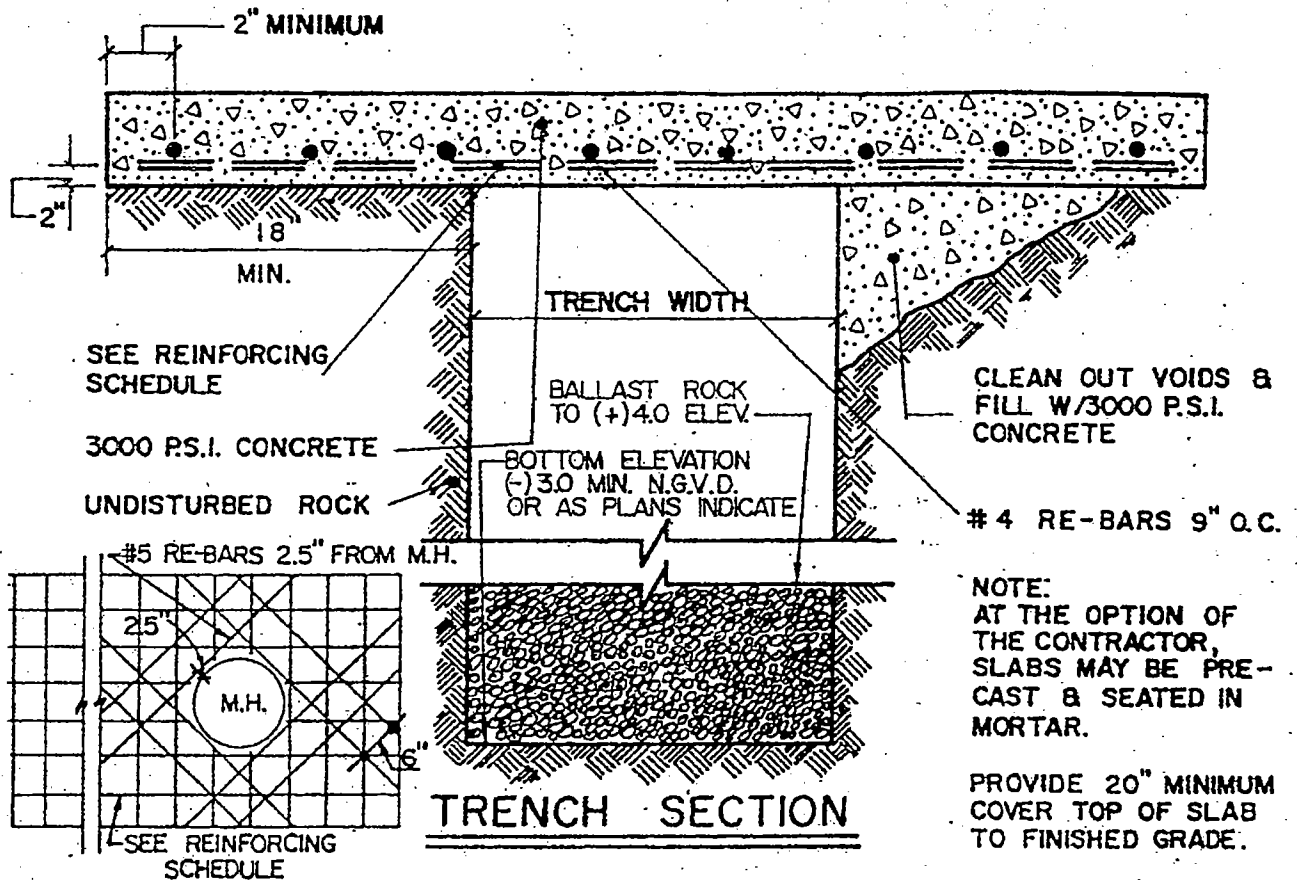 2" MINIMUM
2"
18"
MIN.
TRENCH WIDTH
SEE REINFORCING
SCHEDULE
3000 P.S.I. CONCRETE
UNDISTURBED ROCK
BALLAST ROCK
TO (+)4.0 ELEV.
BOTTOM ELEVATION
(-)3.0 MIN. N.G.V.D.
OR AS PLANS INDICATE
CLEAN OUT VOIDS &
FILL W/3000 P.S.I.
CONCRETE
#4 RE-BARS 9" O.C.
#5 RE-BARS 2.5" FROM M.H.
2.5"
M.H.
6"
SEE REINFORCING
SCHEDULE
TRENCH SECTION
NOTE:
AT THE OPTION OF
THE CONTRACTOR,
SLABS MAY BE PRE-
CAST & SEATED IN
MORTAR.
PROVIDE 20" MINIMUM
COVER TOP OF SLAB
TO FINISHED GRADE.